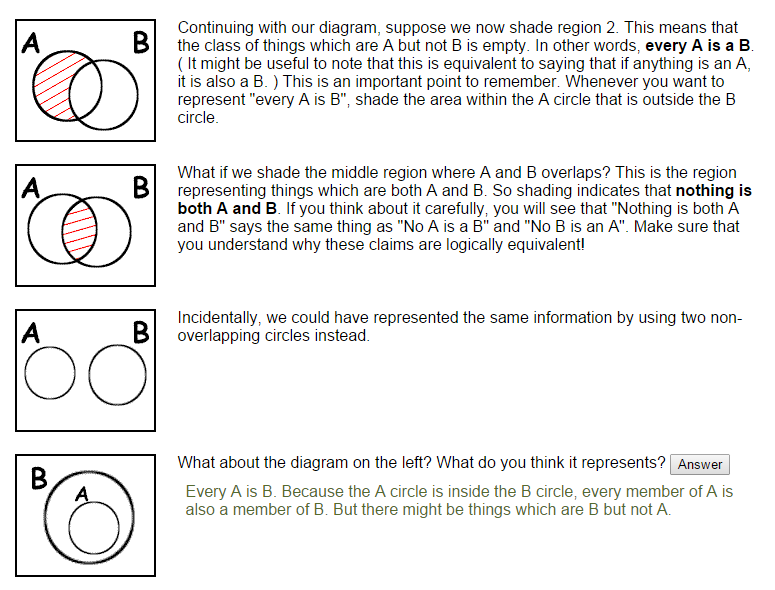 A B
Continuing with our diagram, suppose we now shade region 2. This means that
the class of things which are A but not B is empty. In other words, every A is a B.
( It might be useful to note that this is equivalent to saying that if anything is an A,
it is also a B. ) This is an important point to remember. Whenever you want to
represent "every A is B", shade the area within the A circle that is outside the B
circle.
A B
What if we shade the middle region where A and B overlaps? This is the region
representing things which are both A and B. So shading indicates that nothing is
both A and B. If you think about it carefully, you will see that "Nothing is both A
and B" says the same thing as "No A is a B" and "No B is an A". Make sure that
you understand why these claims are logically equivalent!
A B
Incidentally, we could have represented the same information by using two non-
overlapping circles instead.
B
A
What about the diagram on the left? What do you think it represents? Answer
Every A is B. Because the A circle is inside the B circle, every member of A is
also a member of B. But there might be things which are B but not A.